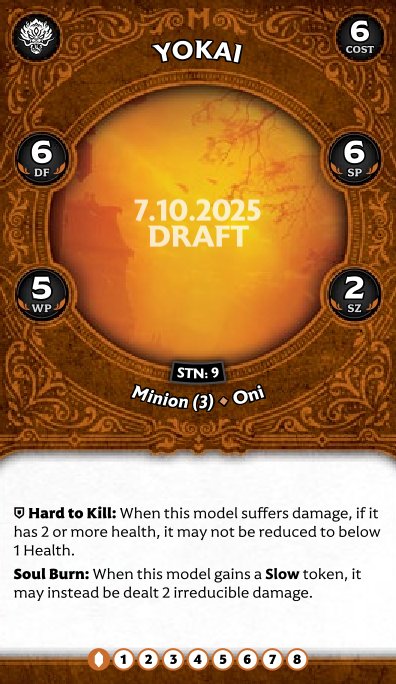 YOKAI
6
COST
6
DF
6
SP
7.10.2025
DRAFT
5
WP
2
SZ
STN: 9
Minion (3) ♦ Oni
Hard to Kill: When this model suffers damage, if it
has 2 or more health, it may not be reduced to below
1 Health.
Soul Burn: When this model gains a Slow token, it
may instead be dealt 2 irreducible damage.
1 2 3 4 5 6 7 8